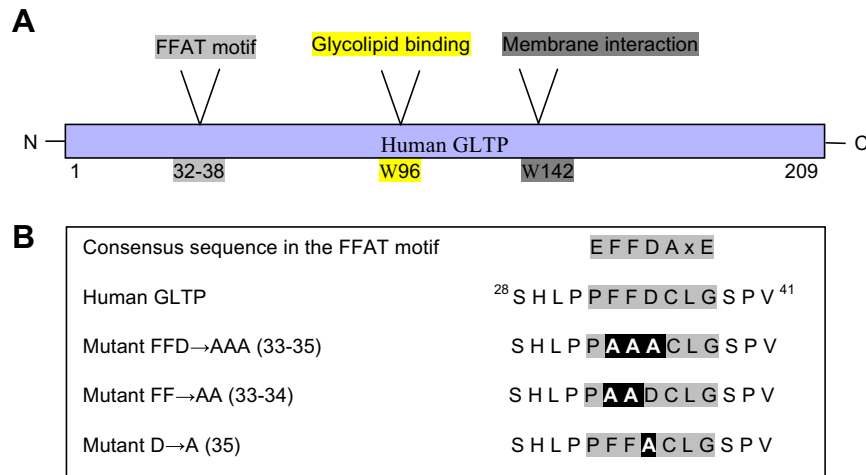 A
FFAT motif Glycolipid binding Membrane interaction
N Human GLTP C
1 32-38 W96 W142 209
B
Consensus sequence in the FFAT motif E F F D A x E
Human GLTP ²⁸ S H L P P F F D C L G S P V ⁴¹
Mutant FFD→AAA (33-35) S H L P P A A A C L G S P V
Mutant FF→AA (33-34) S H L P P A A D C L G S P V
Mutant D→A (35) S H L P P F F A C L G S P V